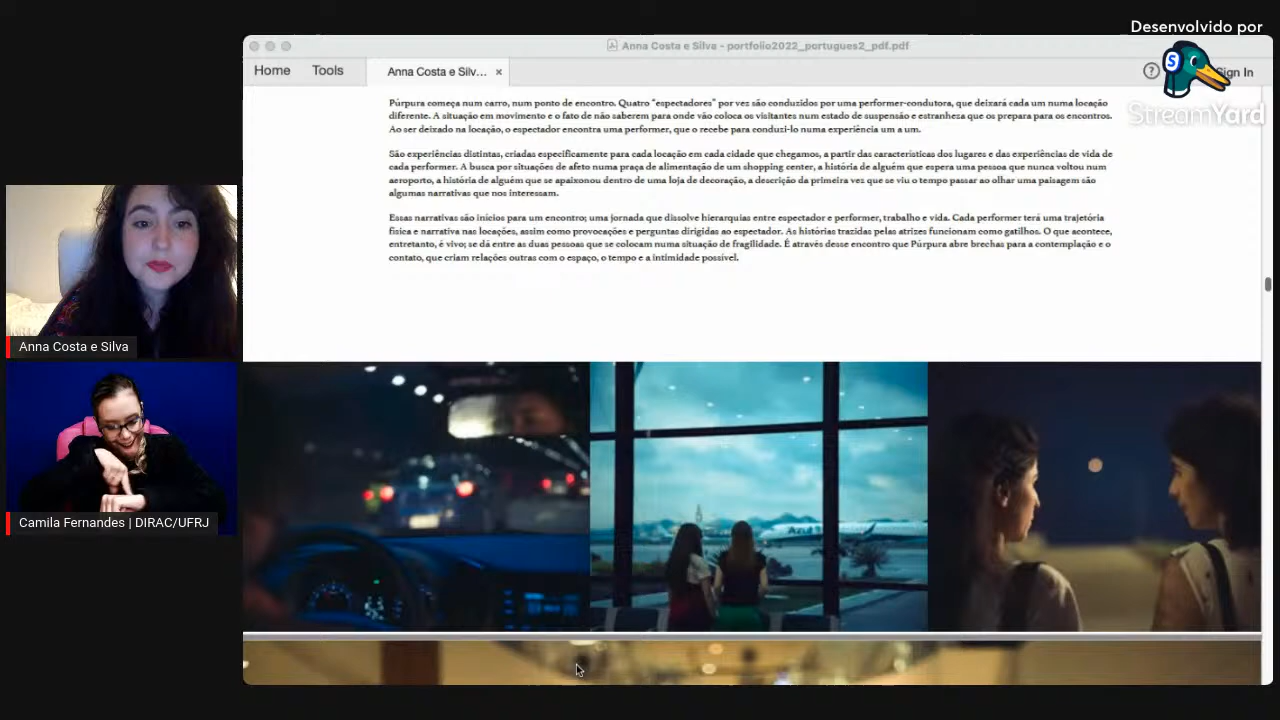 Desenvolvido por
StreamYard
Anna Costa e Silva - portfolio2022_portugues2_pdf.pdf
Home
Tools
Anna Costa e Silv...
×
?
Sign In
Púrpura começa num carro, num ponto de encontro. Quatro "espectadores" por vez são conduzidos por uma performer-condutora, que deixará cada um numa locação
diferente. A situação em movimento e o fato de não saberem para onde vão coloca os visitantes num estado de suspensão e estranheza que os prepara para os encontros.
Ao ser deixado na locação, o espectador encontra uma performer, que o recebe para conduzi-lo numa experiência um a um.
São experiências distintas, criadas especificamente para cada locação em cada cidade que chegamos, a partir das características dos lugares e das experiências de vida de
cada performer. A busca por situações de afeto numa praça de alimentação de um shopping center, a história de alguém que espera uma pessoa que nunca voltou num
aeroporto, a história de alguém que se apaixonou dentro de uma loja de decoração, a descrição da primeira vez que se viu o tempo passar ao olhar uma paisagem são
algumas narrativas que nos interessam.
Essas narrativas são inícios para um encontro; uma jornada que dissolve hierarquias entre espectador e performer, trabalho e vida. Cada performer terá uma trajetória
física e narrativa nas locações, assim como provocações e perguntas dirigidas ao espectador. As histórias trazidas pelas atrizes funcionam como gatilhos. O que acontece,
entretanto, é vivo; se dá entre as duas pessoas que se colocam numa situação de fragilidade. É através desse encontro que Púrpura abre brechas para a contemplação e o
contato, que criam relações outras com o espaço, o tempo e a intimidade possível.
Anna Costa e Silva
Camila Fernandes | DIRAC/UFRJ
Azul